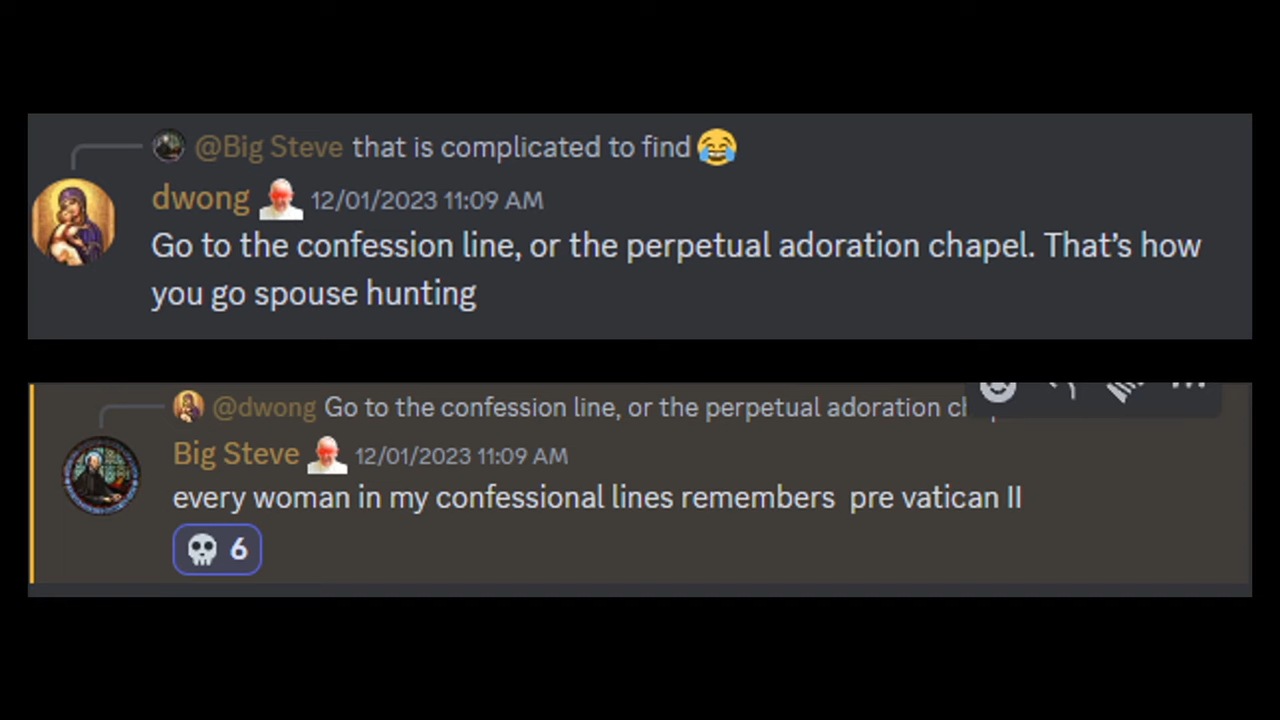 @Big Steve that is complicated to find 😂
dwong 12/01/2023 11:09 AM
Go to the confession line, or the perpetual adoration chapel. That’s how
you go spouse hunting
@dwong Go to the confession line, or the perpetual adoration
Big Steve 12/01/2023 11:09 AM
every woman in my confessional lines remembers  pre vatican II
💀 6